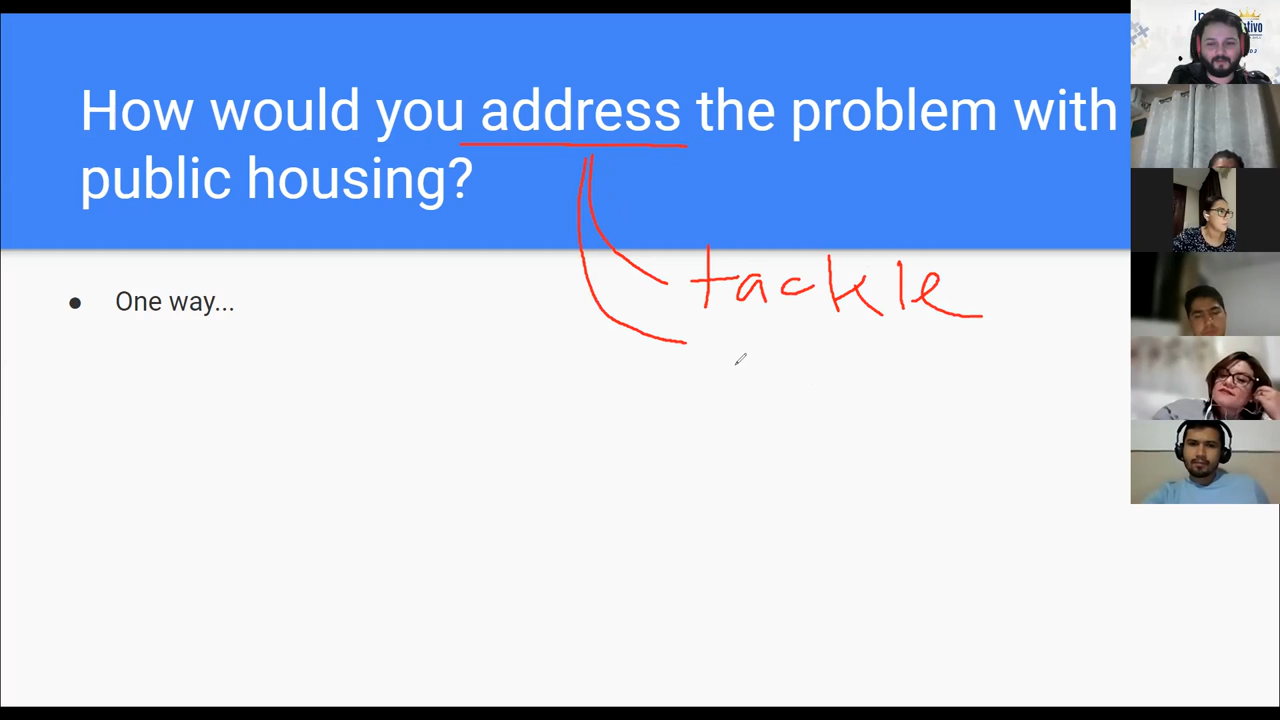 How would you address the problem with
public housing?
● One way...
tackle